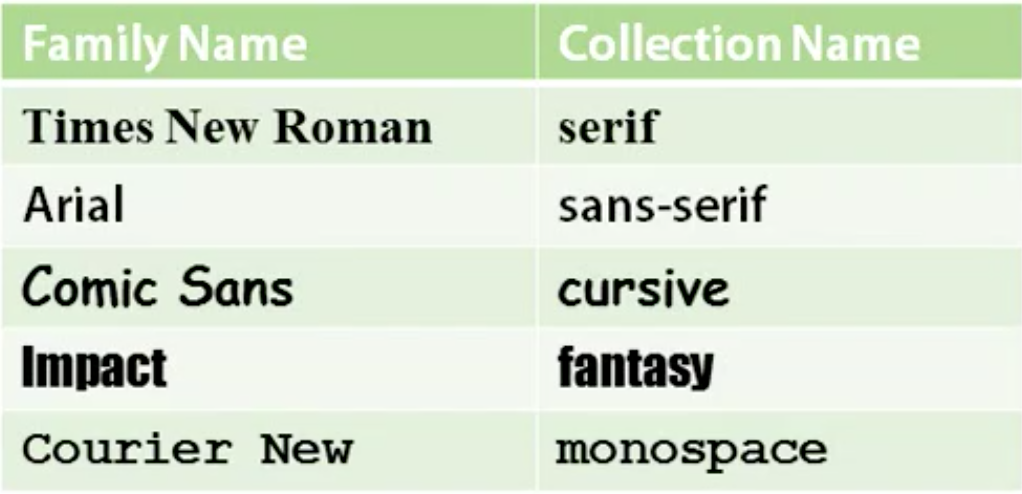 Family Name Collection Name
Times New Roman serif
Arial sans-serif
Comic Sans cursive
Impact fantasy
Courier New monospace